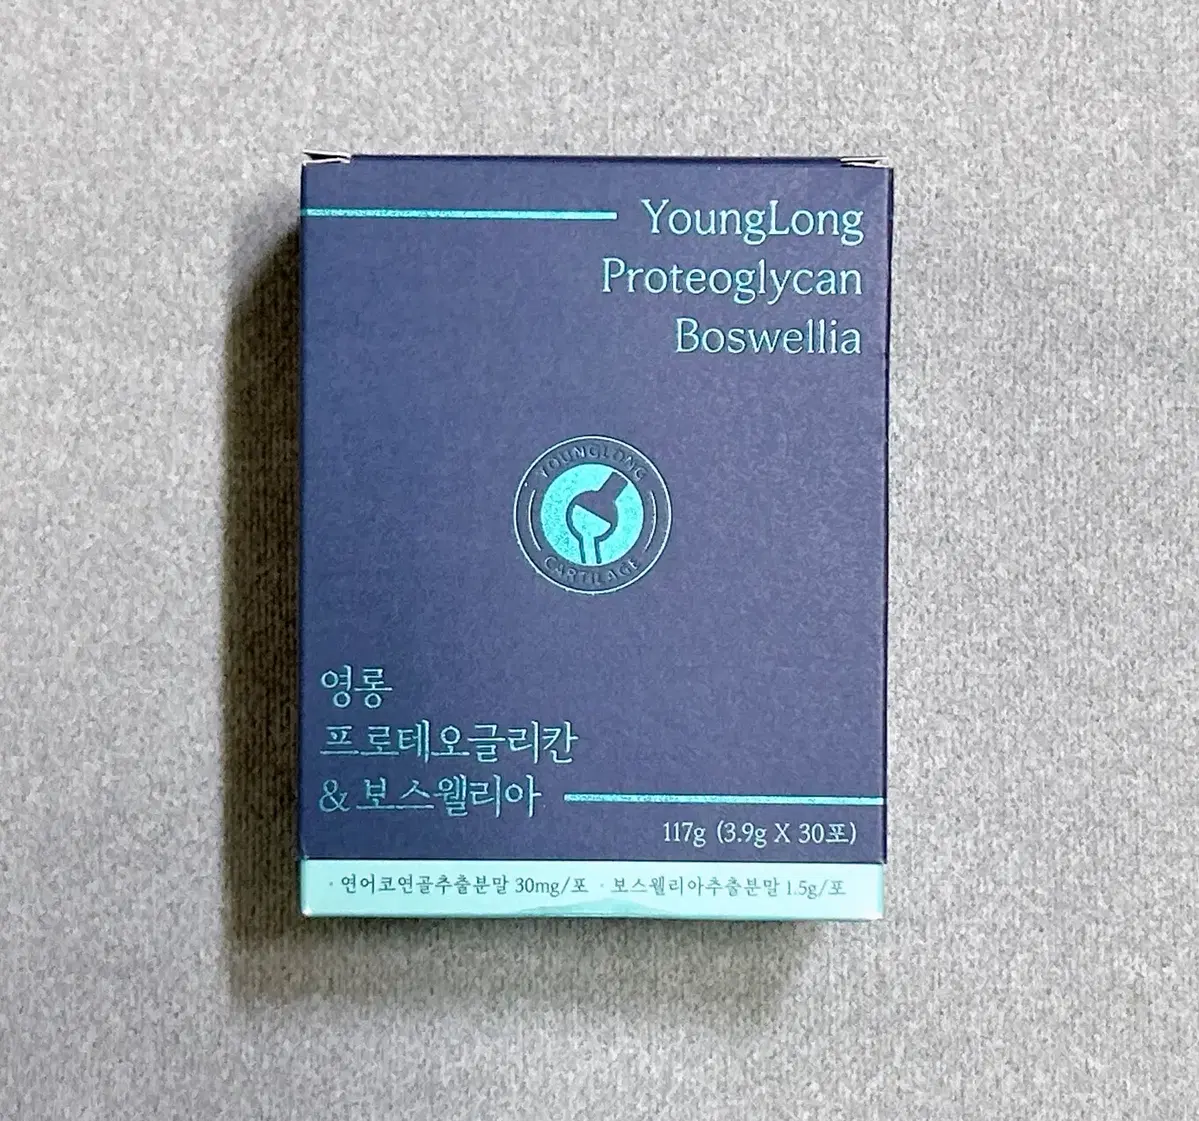 YoungLong
Proteoglycan
Boswellia
YOUNGLONG
CARTILAGE
영롱
프로테오글리칸
& 보스웰리아
117g (3.9g X 30포)
· 연어코연골추출분말 30mg/포 · 보스웰리아추출분말 1.5g/포